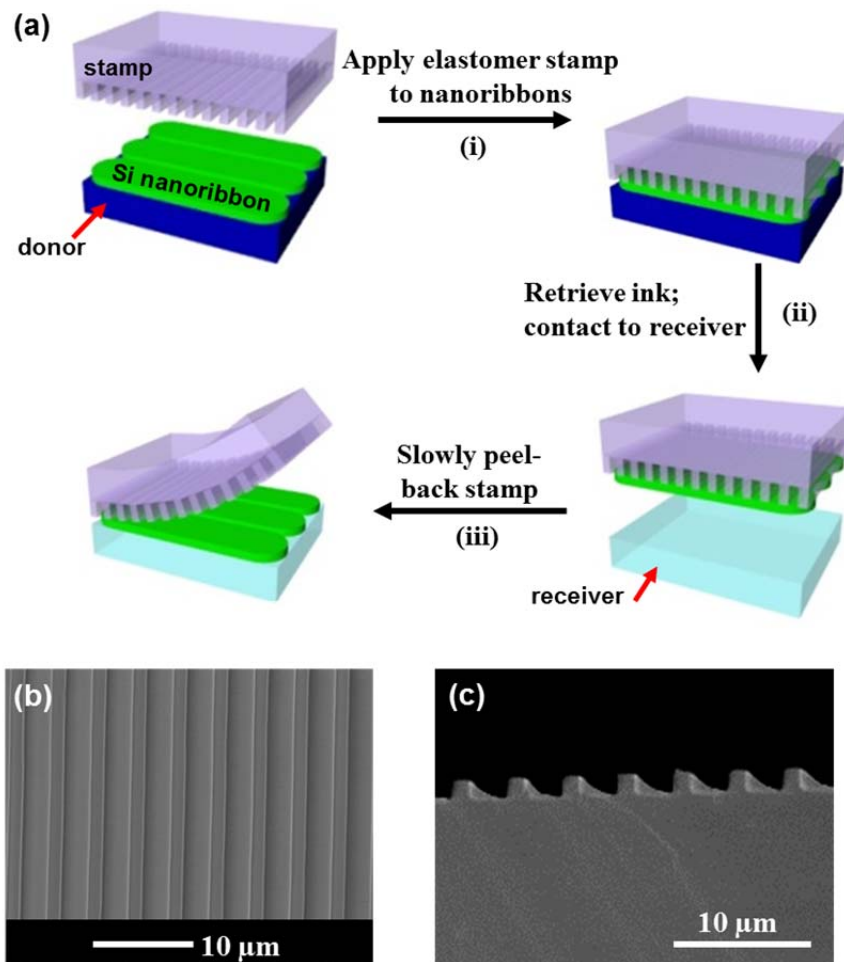 (a)
stamp
Apply elastomer stamp
to nanoribbons
(i)
Si nanoribbon
donor
Retrieve ink;
contact to receiver
(ii)
Slowly peel-
back stamp
(iii)
receiver
(b)
10 µm
(c)
10 µm